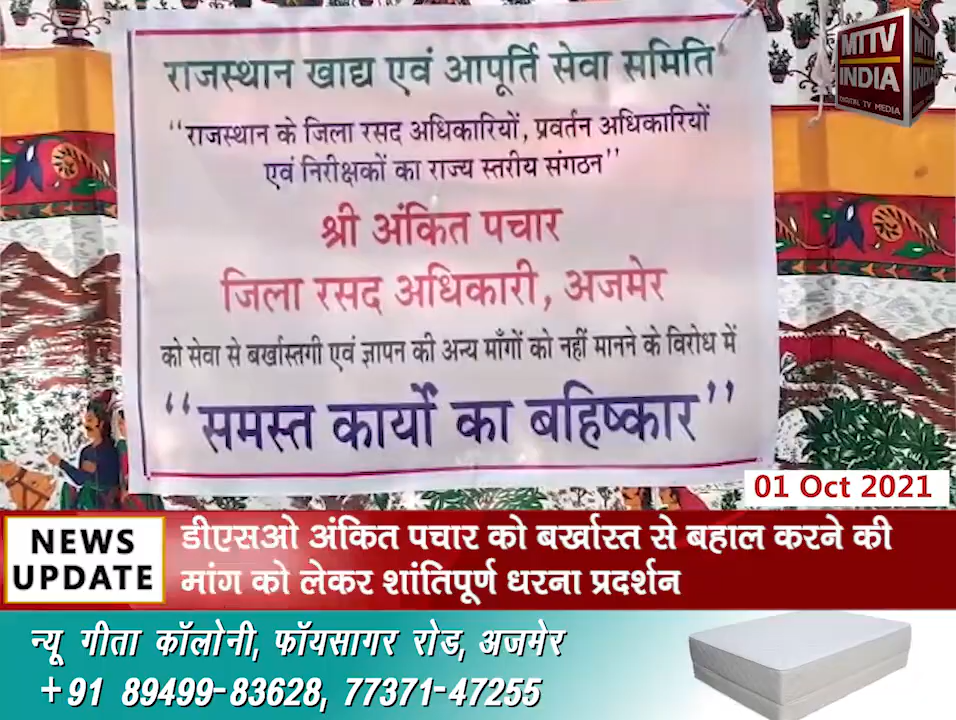 राजस्थान खाद्य एवं आपूर्ति सेवा समिति
‘‘राजस्थान के जिला रसद अधिकारियों, प्रवर्तन अधिकारियों
एवं निरीक्षकों का राज्य स्तरीय संगठन’’
श्री अंकित पचार
जिला रसद अधिकारी, अजमेर
को सेवा से बर्खास्तगी एवं ज्ञापन की अन्य माँगों को नहीं मानने के विरोध में
‘‘समस्त कार्यों का बहिष्कार’’
MTTV
INDIA
DIGITAL TV MEDIA
MTTV
INDIA
01 Oct 2021
NEWS
UPDATE
डीएसओ अंकित पचार को बर्खास्त से बहाल करने की
मांग को लेकर शांतिपूर्ण धरना प्रदर्शन
न्यू गीता कॉलोनी, फॉयसागर रोड, अजमेर
+91 89499-83628, 77371-47255